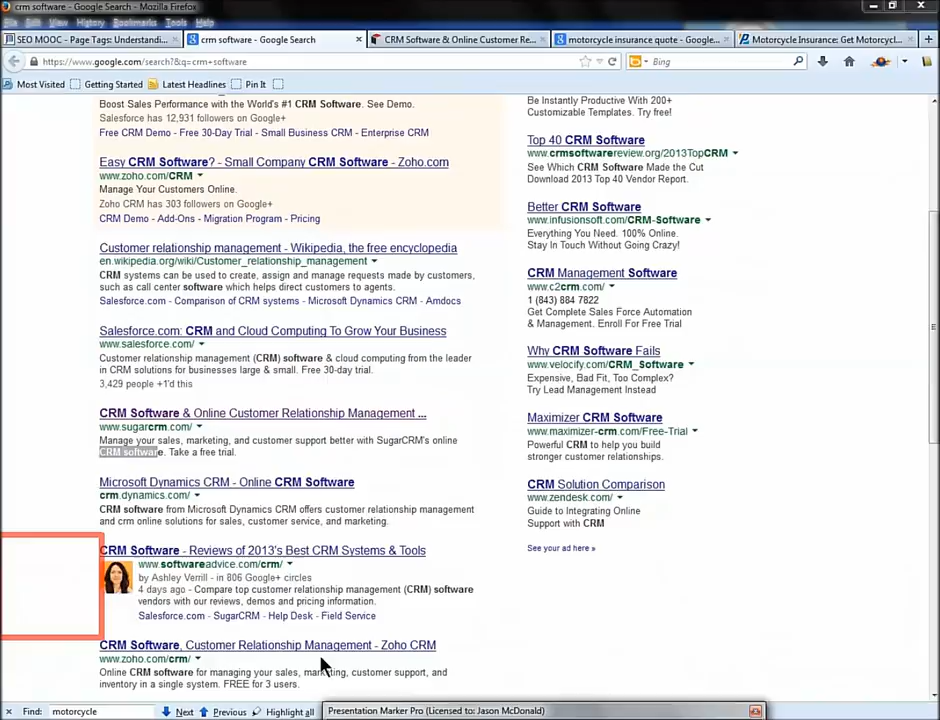 crm software - Google Search - Mozilla Firefox
File Edit View History Bookmarks Tools Help
SEO MOOC - Page Tags: Understandi...
crm software - Google Search
CRM Software & Online Customer Re...
motorcycle insurance quote - Google...
Motorcycle Insurance: Get Motorcycl...
https://www.google.com/search?&q=crm+software
Bing
Most Visited Getting Started Latest Headlines Pin It
Boost Sales Performance with the World's #1 CRM Software. See Demo.
Salesforce has 12,931 followers on Google+
Free CRM Demo - Free 30-Day Trial - Small Business CRM - Enterprise CRM
Easy CRM Software? - Small Company CRM Software - Zoho.com
www.zoho.com/CRM
Manage Your Customers Online.
Zoho CRM has 303 followers on Google+
CRM Demo - Add-Ons - Migration Program - Pricing
Customer relationship management - Wikipedia, the free encyclopedia
en.wikipedia.org/wiki/Customer_relationship_management
CRM systems can be used to create, assign and manage requests made by customers,
such as call center software which helps direct customers to agents.
Salesforce.com - Comparison of CRM systems - Microsoft Dynamics CRM - Amdocs
Salesforce.com: CRM and Cloud Computing To Grow Your Business
www.salesforce.com/
Customer relationship management (CRM) software & cloud computing from the leader
in CRM solutions for businesses large & small. Free 30-day trial.
3,429 people +1'd this
CRM Software & Online Customer Relationship Management ...
www.sugarcrm.com/
Manage your sales, marketing, and customer support better with SugarCRM's online
CRM software. Take a free trial.
Microsoft Dynamics CRM - Online CRM Software
crm.dynamics.com/
CRM software from Microsoft Dynamics CRM offers customer relationship management
and crm online solutions for sales, customer service, and marketing.
CRM Software - Reviews of 2013's Best CRM Systems & Tools
www.softwareadvice.com/crm/
by Ashley Verrill - in 806 Google+ circles
4 days ago - Compare top customer relationship management (CRM) software
vendors with our reviews, demos and pricing information.
Salesforce.com - SugarCRM - Help Desk - Field Service
CRM Software, Customer Relationship Management - Zoho CRM
www.zoho.com/crm/
Online CRM software for managing your sales, marketing, customer support, and
inventory in a single system. FREE for 3 users.
Be Instantly Productive With 200+
Customizable Templates. Try free!
Top 40 CRM Software
www.crmsoftwarereview.org/2013TopCRM
See Which CRM Software Made the Cut
Download 2013 Top 40 Vendor Report.
Better CRM Software
www.infusionsoft.com/CRM-Software
Everything You Need. 100% Online.
Stay In Touch Without Going Crazy!
CRM Management Software
www.c2crm.com/
1 (843) 884 7822
Get Complete Sales Force Automation
& Management. Enroll For Free Trial
Why CRM Software Fails
www.velocify.com/CRM_Software
Expensive, Bad Fit, Too Complex?
Try Lead Management Instead
Maximizer CRM Software
www.maximizer-crm.com/Free-Trial
Powerful CRM to help you build
stronger customer relationships.
CRM Solution Comparison
www.zendesk.com/
Guide to Integrating Online
Support with CRM
See your ad here »
Find: motorcycle Next Previous Highlight all
Presentation Marker Pro (Licensed to: Jason McDonald)